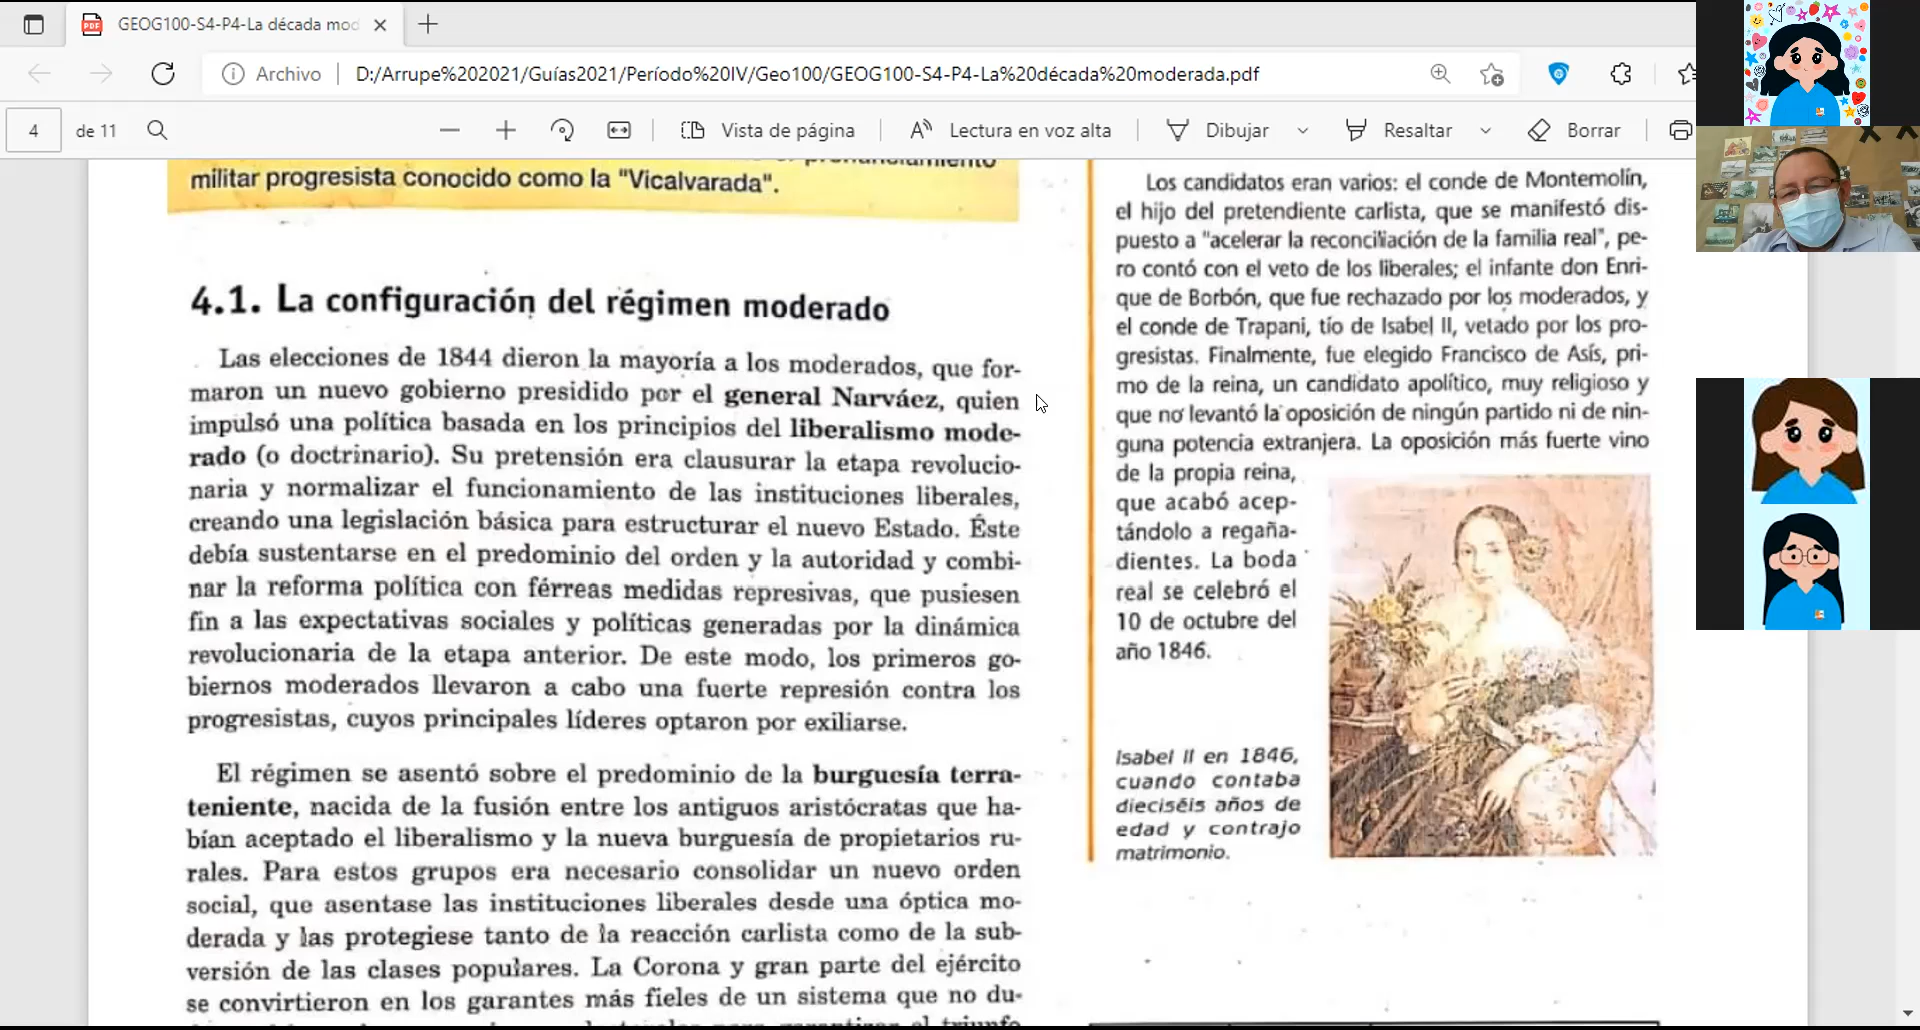 GEOG100-S4-P4-La década mod
Archivo
D:/Arrupe%202021/Guías2021/Período%20IV/Geo100/GEOG100-S4-P4-La%20década%20moderada.pdf
4 de 11
Vista de página
Lectura en voz alta
Dibujar
Resaltar
Borrar
pronunciamiento
militar progresista conocido como la "Vicalvarada".
4.1. La configuración del régimen moderado
Las elecciones de 1844 dieron la mayoría a los moderados, que for-
maron un nuevo gobierno presidido por el general Narváez, quien
impulsó una política basada en los principios del liberalismo mode-
rado (o doctrinario). Su pretensión era clausurar la etapa revolucio-
naria y normalizar el funcionamiento de las instituciones liberales,
creando una legislación básica para estructurar el nuevo Estado. Éste
debía sustentarse en el predominio del orden y la autoridad y combi-
nar la reforma política con férreas medidas represivas, que pusiesen
fin a las expectativas sociales y políticas generadas por la dinámica
revolucionaria de la etapa anterior. De este modo, los primeros go-
biernos moderados llevaron a cabo una fuerte represión contra los
progresistas, cuyos principales líderes optaron por exiliarse.
El régimen se asentó sobre el predominio de la burguesía terra-
teniente, nacida de la fusión entre los antiguos aristócratas que ha-
bían aceptado el liberalismo y la nueva burguesía de propietarios ru-
rales. Para estos grupos era necesario consolidar un nuevo orden
social, que asentase las instituciones liberales desde una óptica mo-
derada y las protegiese tanto de la reacción carlista como de la sub-
versión de las clases populares. La Corona y gran parte del ejército
se convirtieron en los garantes más fieles de un sistema que no du-
el triunfo
Los candidatos eran varios: el conde de Montemolín,
el hijo del pretendiente carlista, que se manifestó dis-
puesto a "acelerar la reconciliación de la familia real", pe-
ro contó con el veto de los liberales; el infante don Enri-
que de Borbón, que fue rechazado por los moderados, y
el conde de Trapani, tío de Isabel II, vetado por los pro-
gresistas. Finalmente, fue elegido Francisco de Asís, pri-
mo de la reina, un candidato apolítico, muy religioso y
que no levantó la oposición de ningún partido ni de nin-
guna potencia extranjera. La oposición más fuerte vino
de la propia reina,
que acabó acep-
tándolo a regaña-
dientes. La boda
real se celebró el
10 de octubre del
año 1846.
Isabel II en 1846,
cuando contaba
dieciséis años de
edad y contrajo
matrimonio.